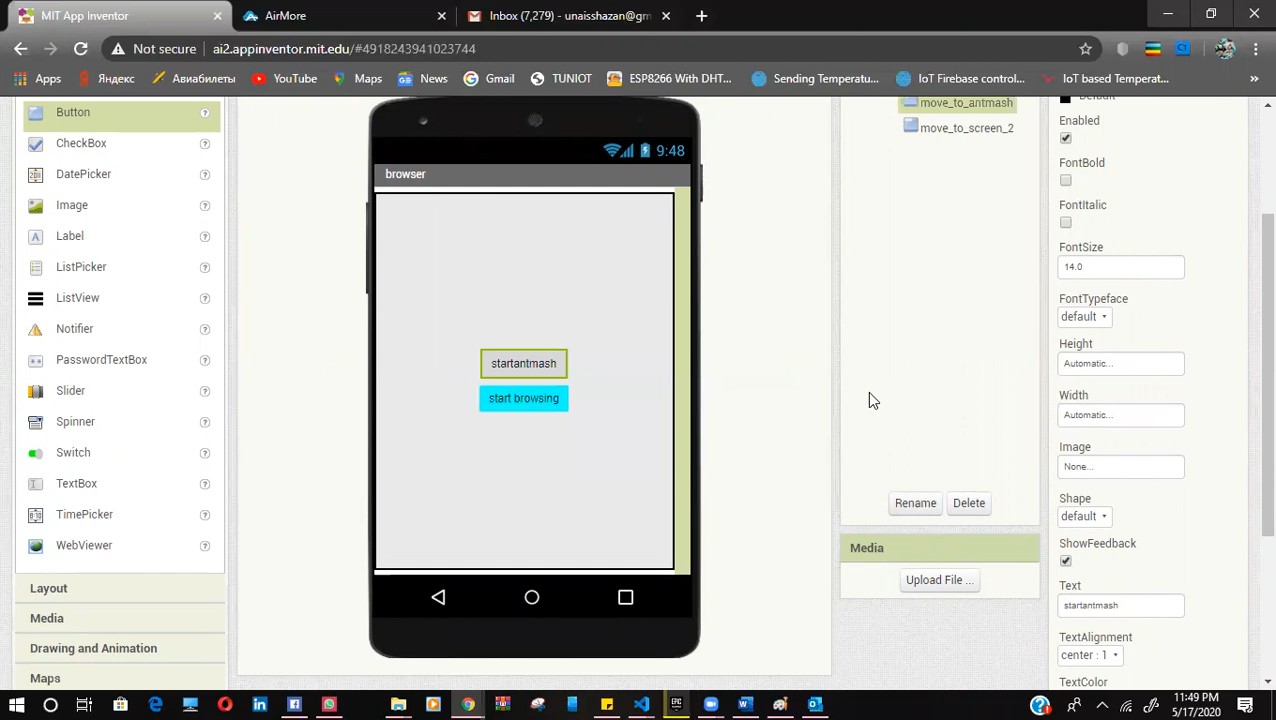 MIT App Inventor
AirMore
Inbox (7,279) - unaisshazan@gm
Not secure
ai2.appinventor.mit.edu/#4918243941023744
Apps
Яндекс
Авиабилеты
YouTube
Maps
News
Gmail
TUNIOT
ESP8266 With DHT...
Sending Temperatu...
IoT Firebase control...
IoT based Temperat...
Button
CheckBox
DatePicker
Image
Label
ListPicker
ListView
Notifier
PasswordTextBox
Slider
Spinner
Switch
TextBox
TimePicker
WebViewer
Layout
Media
Drawing and Animation
Maps
9:48
browser
startantmash
start browsing
move_to_antmash
move_to_screen_2
Rename
Delete
Media
Upload File ...
Default
Enabled
FontBold
FontItalic
FontSize
14.0
FontTypeface
default
Height
Automatic...
Width
Automatic...
Image
None...
Shape
default
ShowFeedback
Text
startantmash
TextAlignment
center : 1
TextColor
11:49 PM
5/17/2020